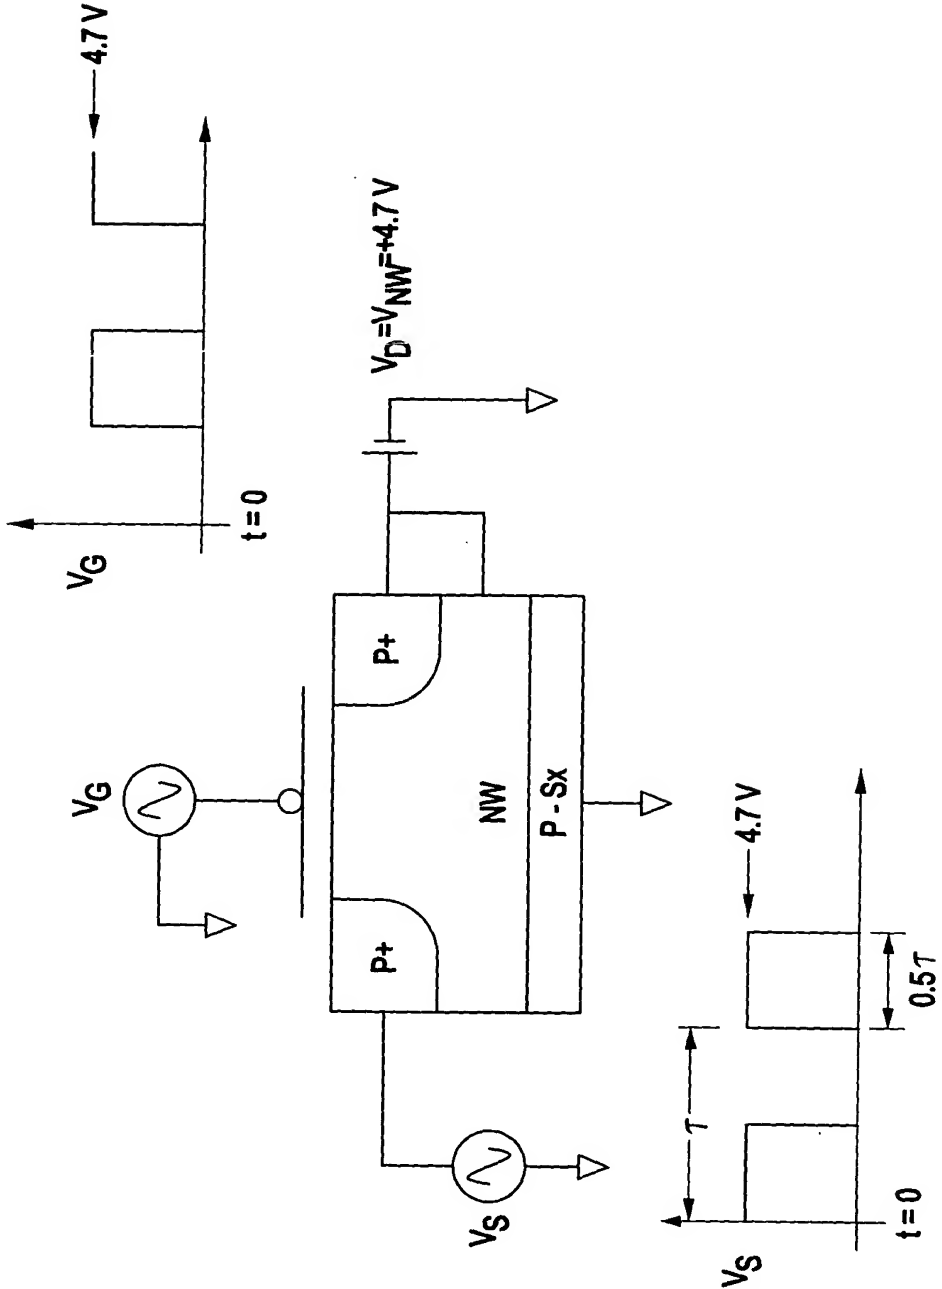 V_G
4.7 V
t = 0
V_G
P+
P+
NW
P - Sx
V_D=V_NW=+4.7 V
V_S
V_S
τ
4.7 V
0.5τ
t = 0